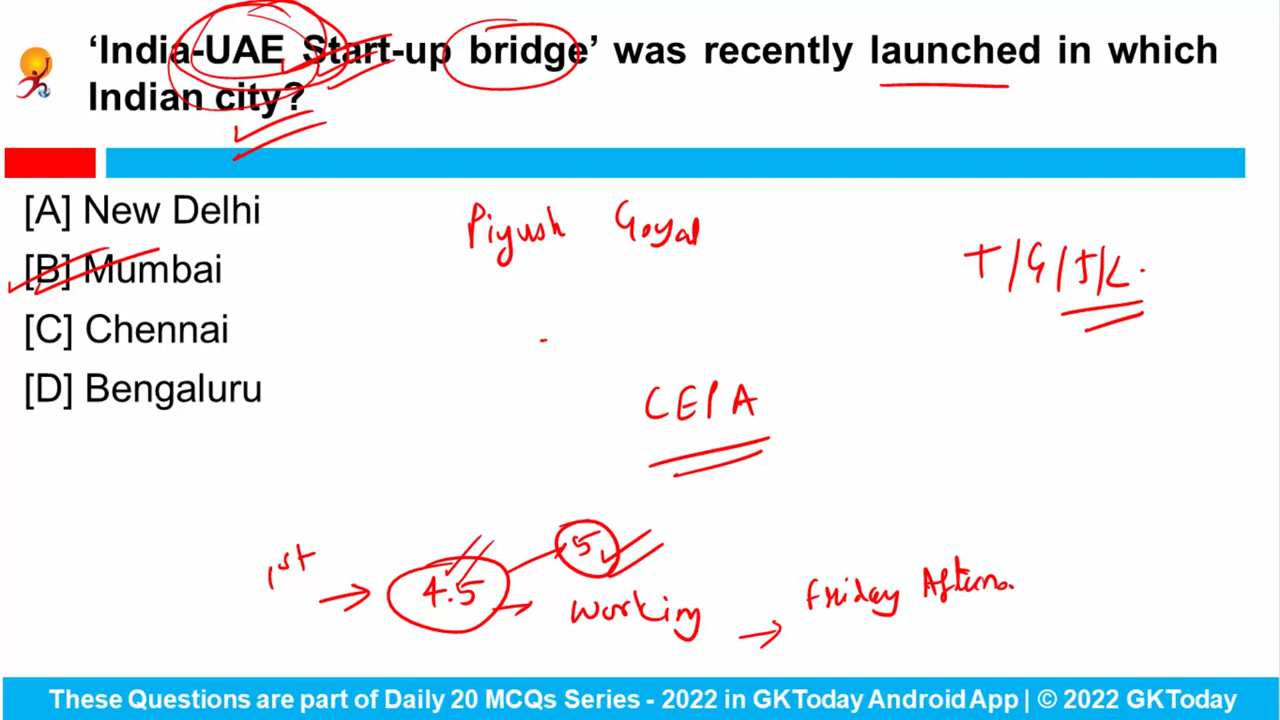 ‘India-UAE Start-up bridge’ was recently launched in which
Indian city?
[A] New Delhi
[B] Mumbai
[C] Chennai
[D] Bengaluru
Piyush Goyal
T/G/J/K.
CEPA
1st
4.5
5
Working
Friday Aftern.
These Questions are part of Daily 20 MCQs Series - 2022 in GKToday Android App | © 2022 GKToday